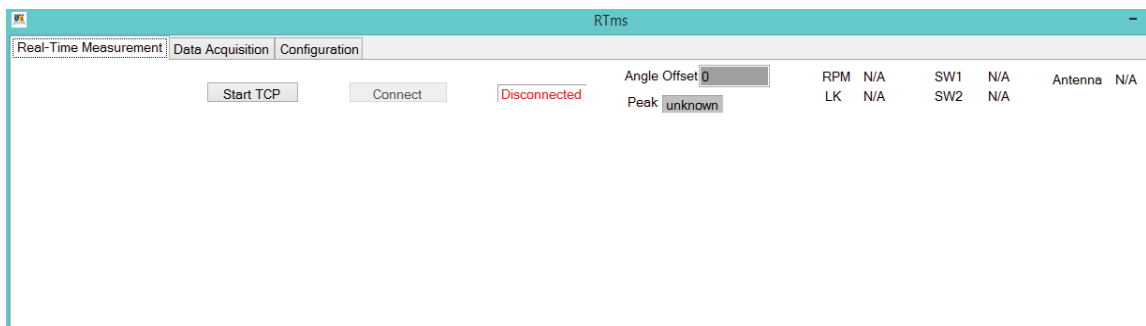 RTms
Real-Time Measurement Data Acquisition Configuration
Angle Offset 0 RPM N/A SW1 N/A Antenna N/A
Start TCP Connect Disconnected
Peak unknown LK N/A SW2 N/A